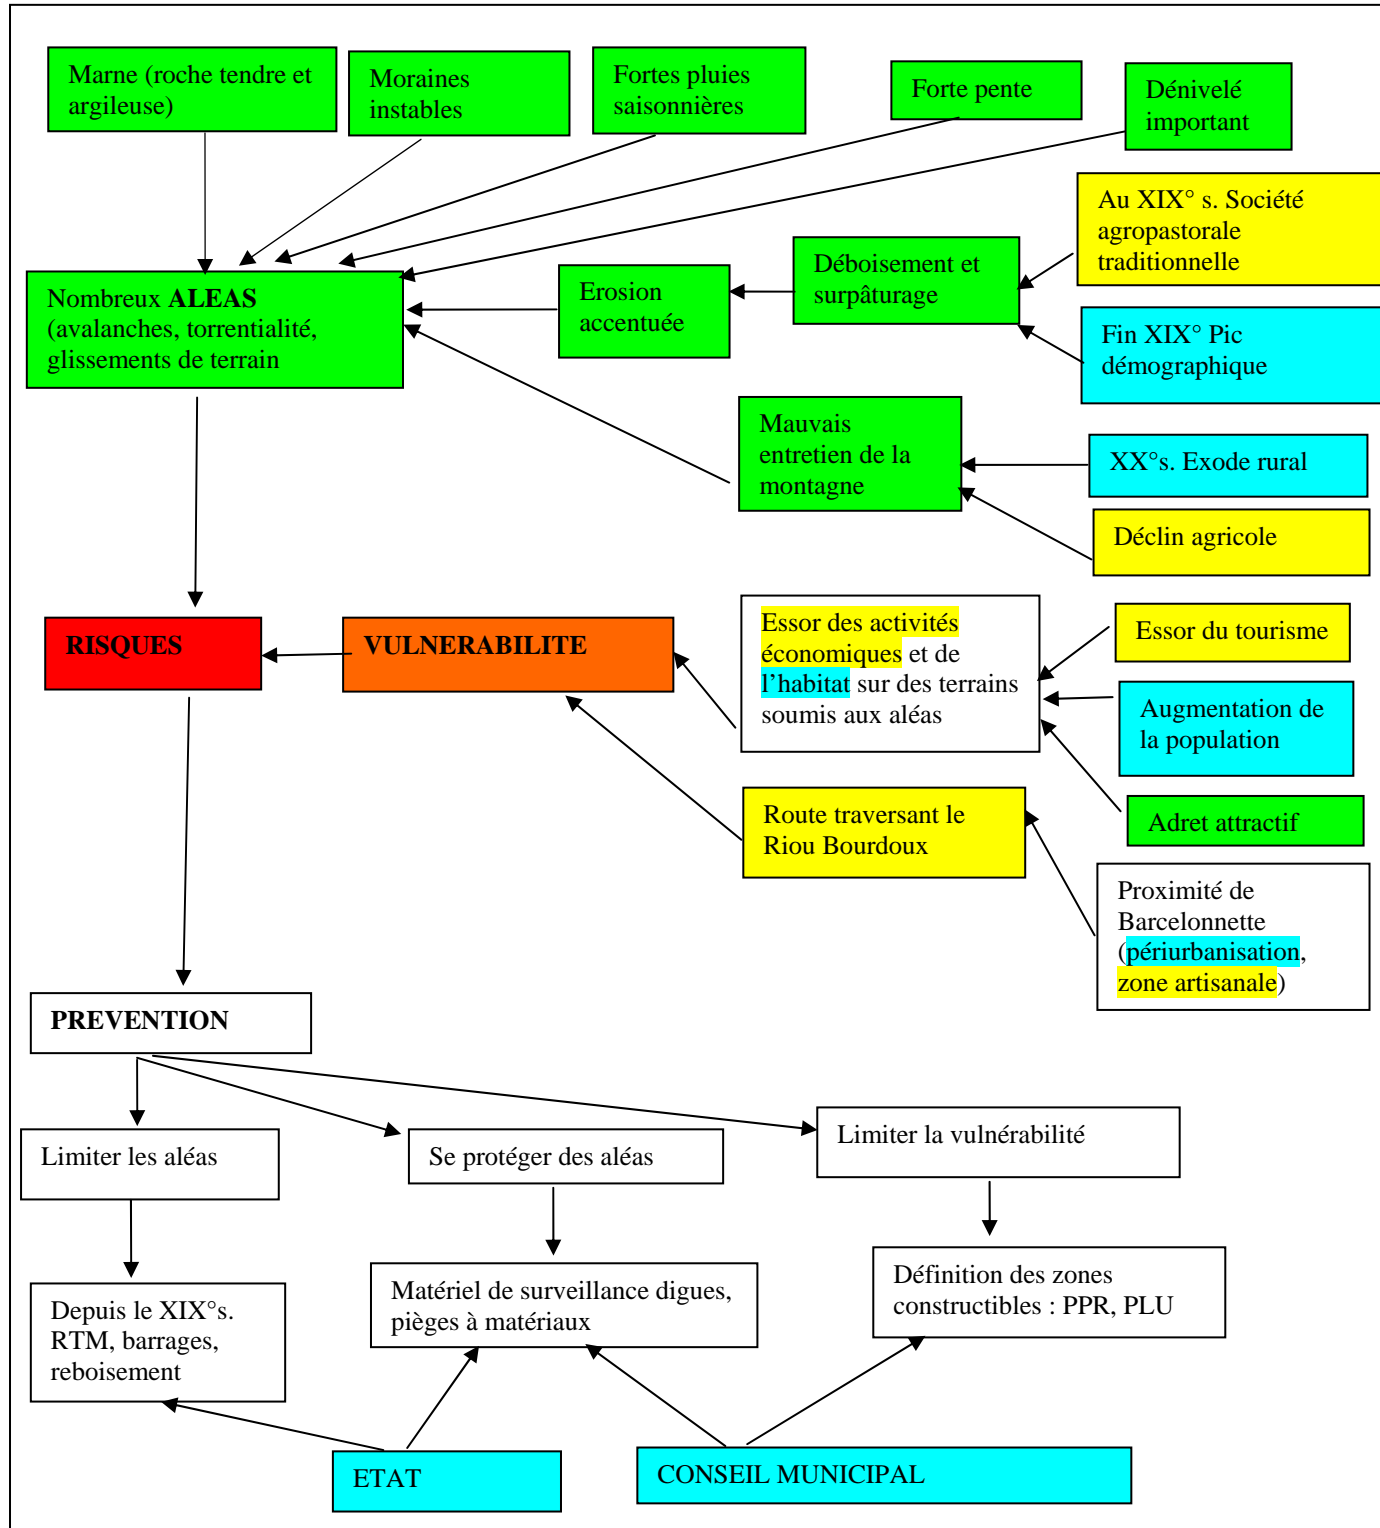 Marne (roche tendre et
argileuse)
Moraines
instables
Fortes pluies
saisonnières
Forte pente
Dénivelé
important
Au XIX° s. Société
agropastorale
traditionnelle
Déboisement et
surpâturage
Erosion
accentuée
Nombreux ALEAS
(avalanches, torrentialité,
glissements de terrain
Fin XIX° Pic
démographique
Mauvais
entretien de la
montagne
XX°s. Exode rural
Déclin agricole
RISQUES
VULNERABILITE
Essor des activités
économiques et de
l’habitat sur des terrains
soumis aux aléas
Essor du tourisme
Augmentation de
la population
Adret attractif
Route traversant le
Riou Bourdoux
Proximité de
Barcelonnette
(périurbanisation,
zone artisanale)
PREVENTION
Limiter les aléas
Se protéger des aléas
Limiter la vulnérabilité
Depuis le XIX°s.
RTM, barrages,
reboisement
Matériel de surveillance digues,
pièges à matériaux
Définition des zones
constructibles : PPR, PLU
ETAT
CONSEIL MUNICIPAL